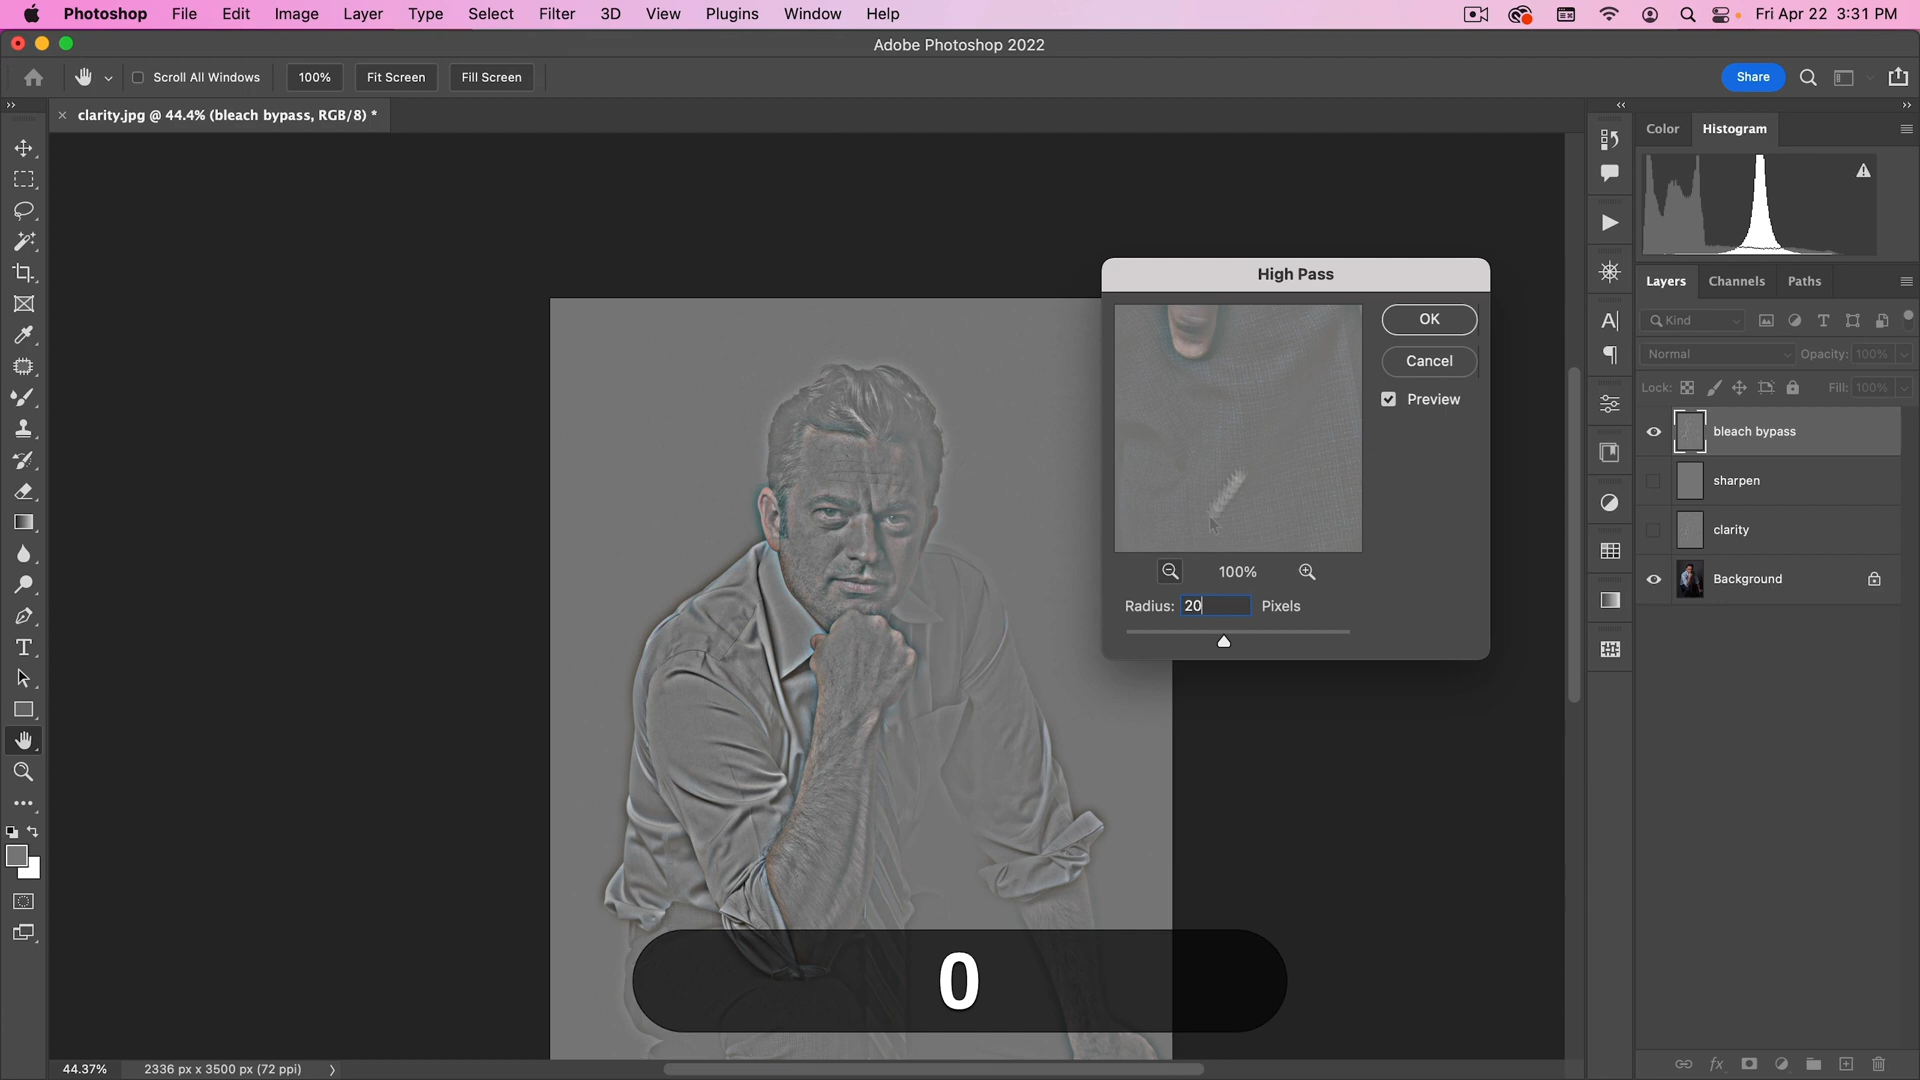 Photoshop File Edit Image Layer Type Select Filter 3D View Plugins Window Help Fri Apr 22 3:31 PM
Adobe Photoshop 2022
Scroll All Windows 100% Fit Screen Fill Screen Share
clarity.jpg @ 44.4% (bleach bypass, RGB/8) *
Color Histogram
High Pass
OK
Cancel
Preview
100%
Radius: 20 Pixels
Layers Channels Paths
Kind
Normal Opacity: 100%
Lock: Fill: 100%
bleach bypass
sharpen
clarity
Background
0
44.37% 2336 px x 3500 px (72 ppi)